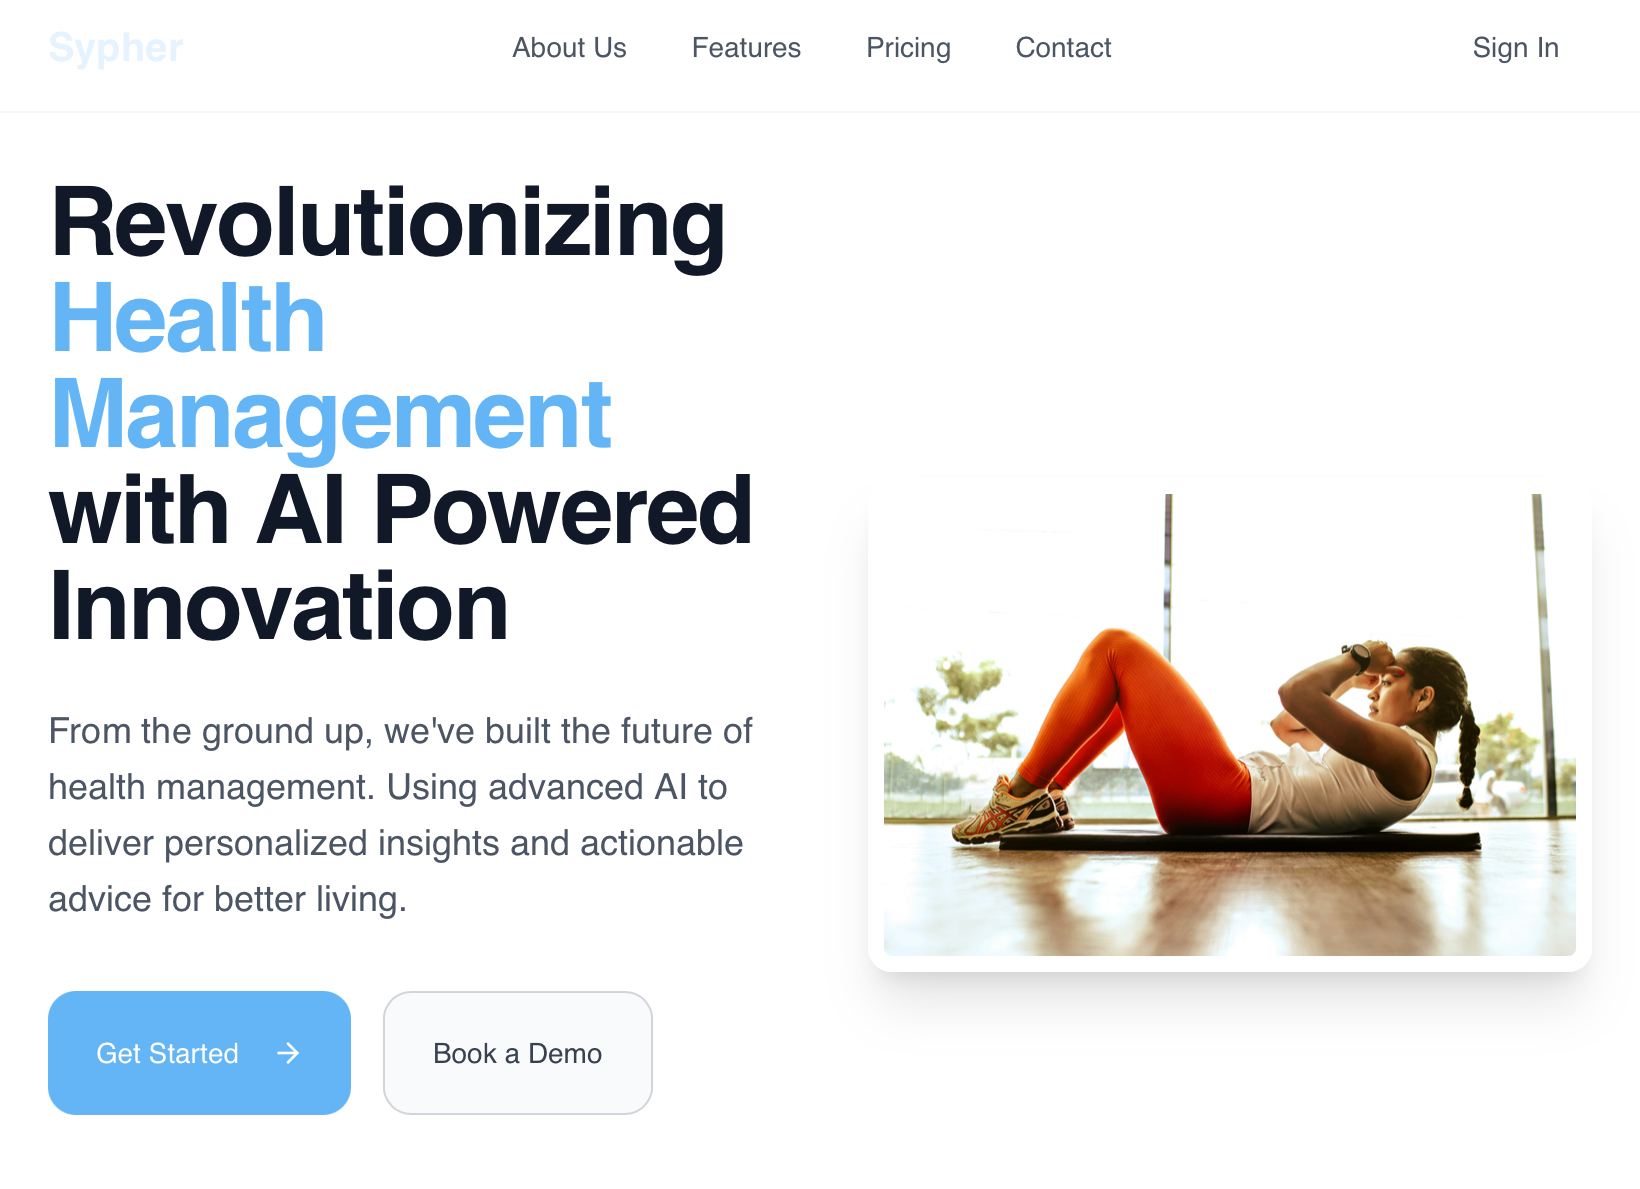 Sypher
About Us
Features
Pricing
Contact
Sign In
Revolutionizing
Health
Management
with AI Powered
Innovation
From the ground up, we've built the future of
health management. Using advanced AI to
deliver personalized insights and actionable
advice for better living.
Get Started →
Book a Demo